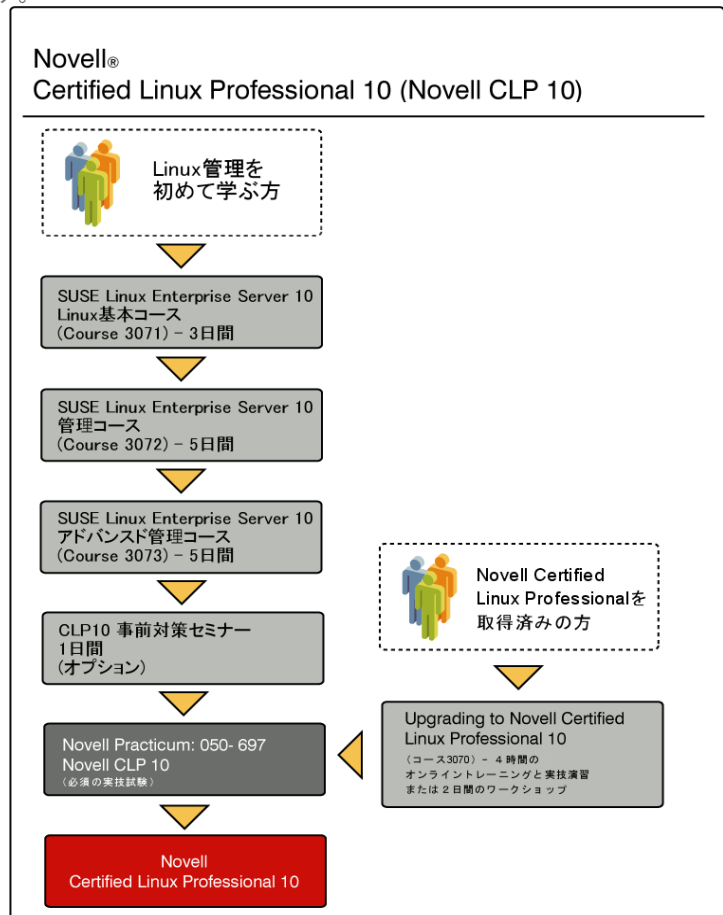 す。
Novell®
Certified Linux Professional 10 (Novell CLP 10)
Linux管理を
初めて学ぶ方
SUSE Linux Enterprise Server 10
Linux基本コース
(Course 3071) - 3日間
SUSE Linux Enterprise Server 10
管理コース
(Course 3072) - 5日間
SUSE Linux Enterprise Server 10
アドバンスド管理コース
(Course 3073) - 5日間
CLP10 事前対策セミナー
1日間
(オプション)
Novell Certified
Linux Professionalを
取得済みの方
Upgrading to Novell Certified
Linux Professional 10
(コース3070) - 4時間の
オンライントレーニングと実技演習
または2日間のワークショップ
Novell Practicum: 050- 697
Novell CLP 10
(必須の実技試験)
Novell
Certified Linux Professional 10